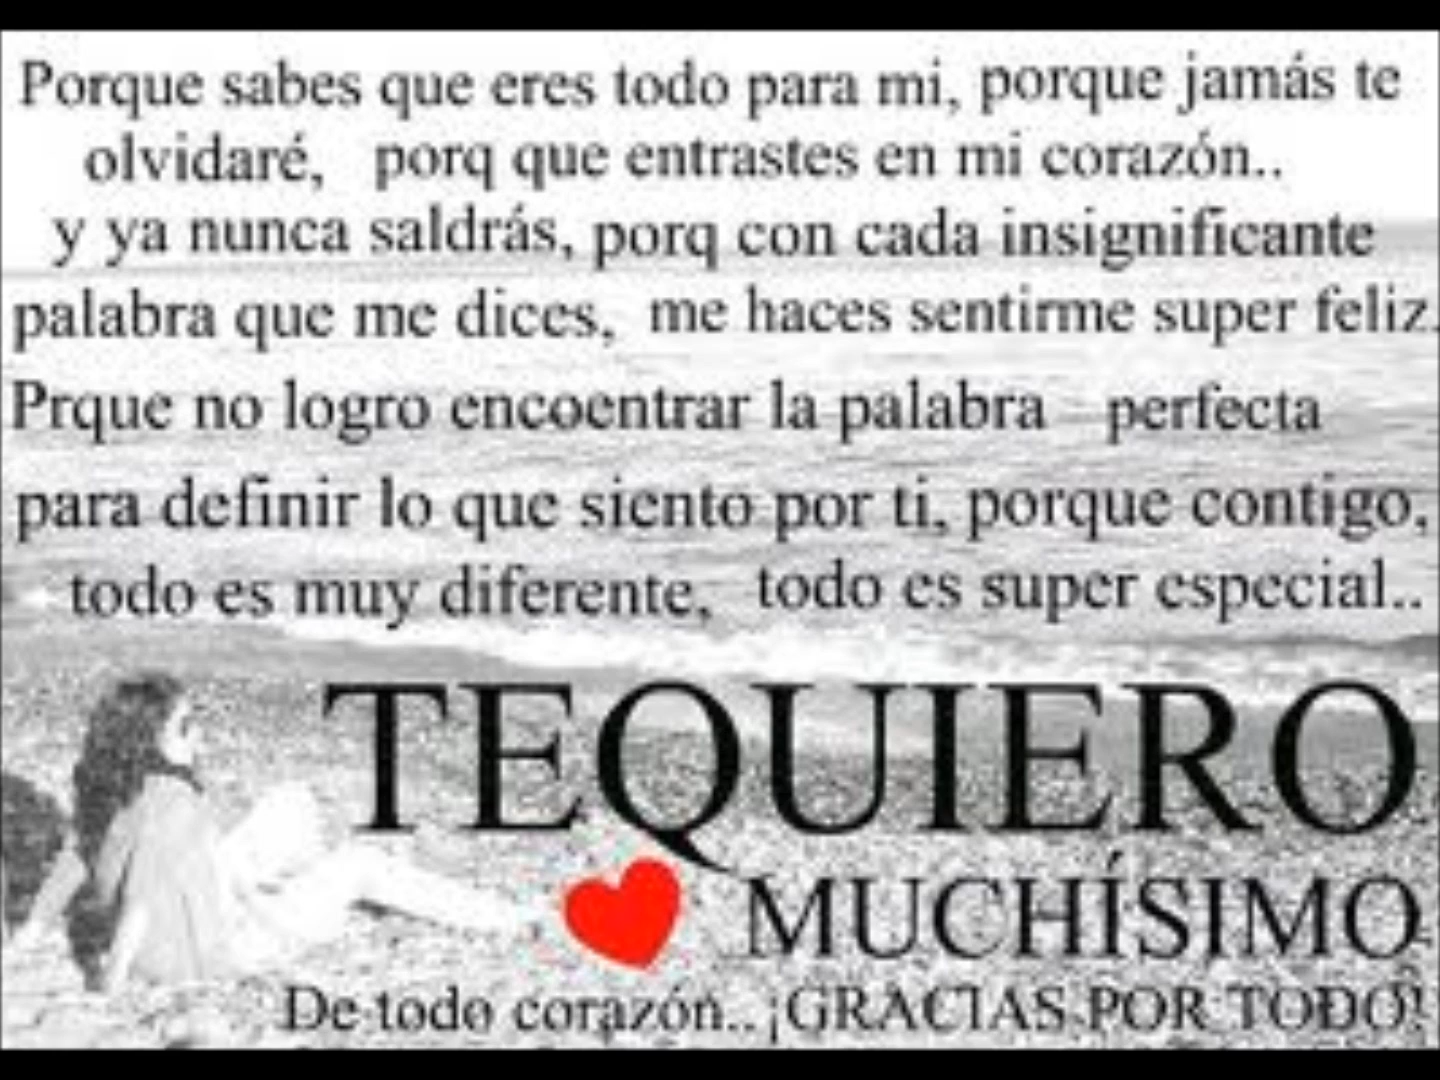 Porque sabes que eres todo para mi, porque jamás te
olvidaré, porq que entrastes en mi corazón..
y ya nunca saldrás, porq con cada insignificante
palabra que me dices, me haces sentirme super feliz.
Prque no logro encoentrar la palabra perfecta
para definir lo que siento por ti, porque contigo,
todo es muy diferente, todo es super especial..
TEQUIERO
MUCHÍSIMO
De todo corazón.. ¡GRACIAS POR TODO!